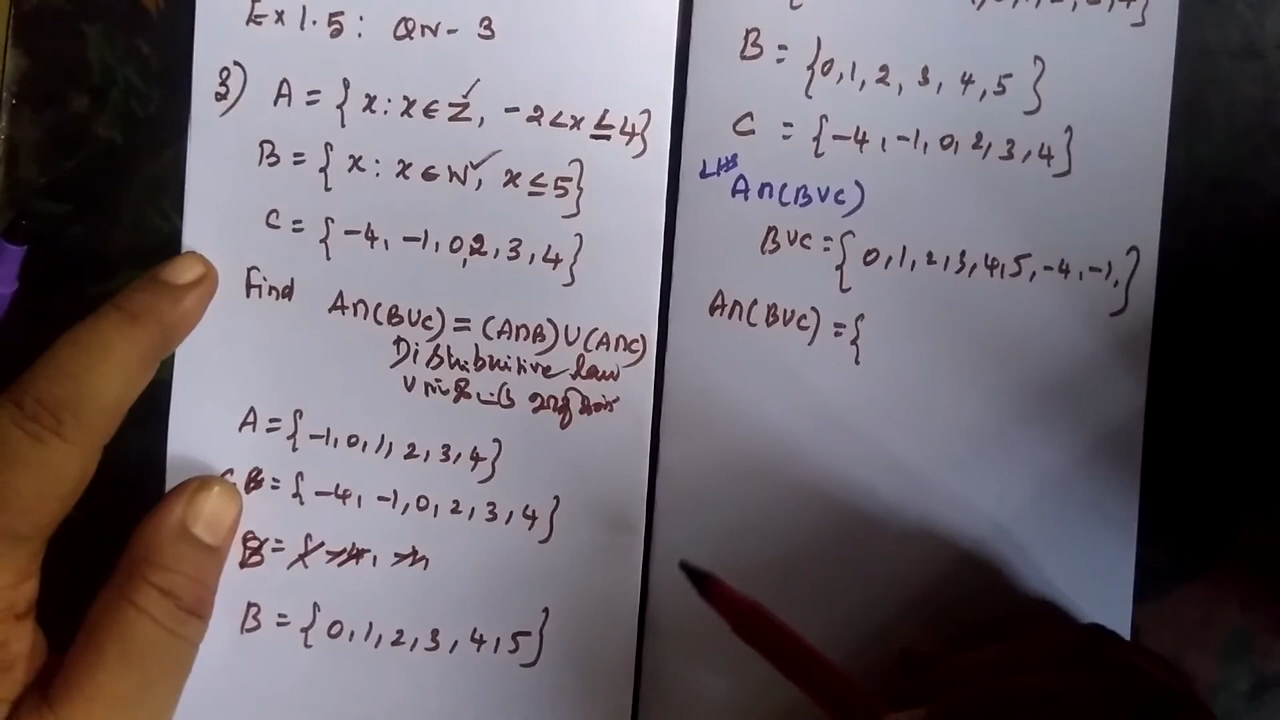 Ex 1.5: QN- 3
3) A = { x : x ∈ Z, -2<x ≤ 4}
B = { x : x ∈ W, x ≤ 5}
C = { -4, -1, 0, 2, 3, 4}
Find
A∩(B∪C) = (A∩B)∪(A∩C)
Distributive law
A = {-1, 0, 1, 2, 3, 4}
C = { -4, -1, 0, 2, 3, 4}
B = {0, 1, 2, 3, 4, 5}
B = {0, 1, 2, 3, 4, 5 }
C = {-4, -1, 0, 2, 3, 4}
LHS
A∩(B∪C)
B∪C = { 0, 1, 2, 3, 4, 5, -4, -1, }
A∩(B∪C) = {